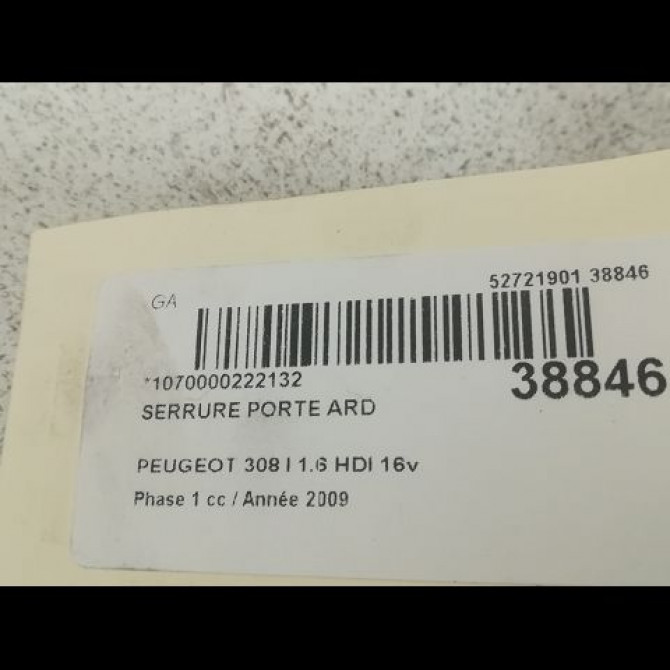 52721901 38846
GA
*1070000222132
38846
SERRURE PORTE ARD
PEUGEOT 308 I 1.6 HDI 16v
Phase 1 cc / Année 2009